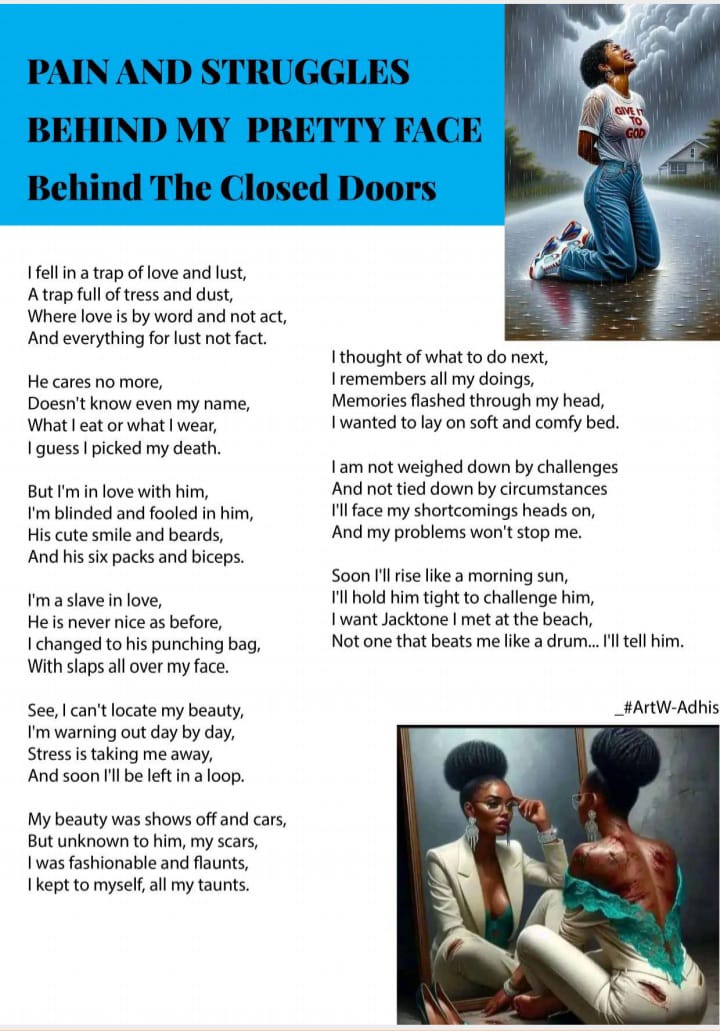 PAIN AND STRUGGLES
BEHIND MY PRETTY FACE
Behind The Closed Doors
GIVE IT
TO
GOD
I fell in a trap of love and lust,
A trap full of tress and dust,
Where love is by word and not act,
And everything for lust not fact.
He cares no more,
Doesn't know even my name,
What I eat or what I wear,
I guess I picked my death.
But I'm in love with him,
I'm blinded and fooled in him,
His cute smile and beards,
And his six packs and biceps.
I'm a slave in love,
He is never nice as before,
I changed to his punching bag,
With slaps all over my face.
See, I can't locate my beauty,
I'm warning out day by day,
Stress is taking me away,
And soon I'll be left in a loop.
My beauty was shows off and cars,
But unknown to him, my scars,
I was fashionable and flaunts,
I kept to myself, all my taunts.
I thought of what to do next,
I remembers all my doings,
Memories flashed through my head,
I wanted to lay on soft and comfy bed.
I am not weighed down by challenges
And not tied down by circumstances
I'll face my shortcomings heads on,
And my problems won't stop me.
Soon I'll rise like a morning sun,
I'll hold him tight to challenge him,
I want Jacktone I met at the beach,
Not one that beats me like a drum... I'll tell him.
_#ArtW-Adhis